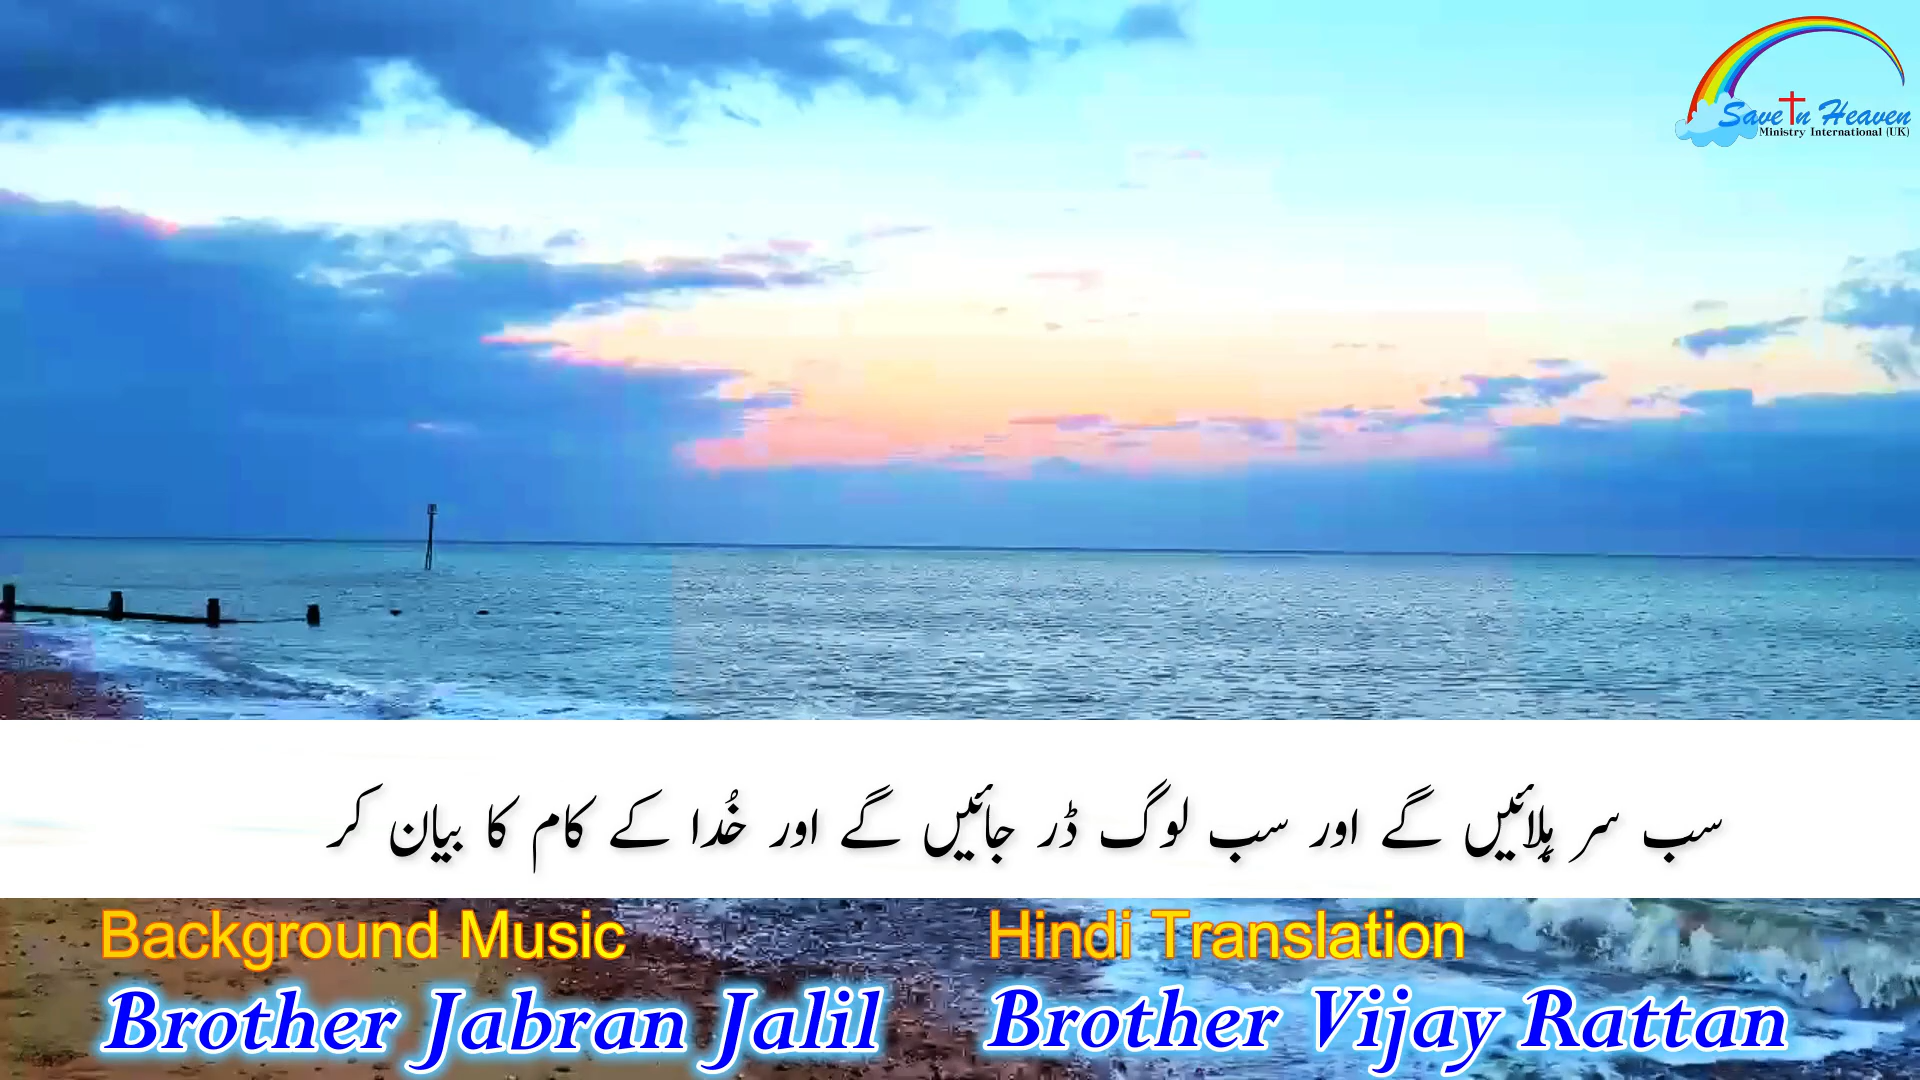 Save In Heaven
Ministry International (UK)
سب سر ہِلائیں گے اور سب لوگ ڈر جائیں گے اور خُدا کے کام کا بیان کر
Background Music
Hindi Translation
Brother Jabran Jalil
Brother Vijay Rattan